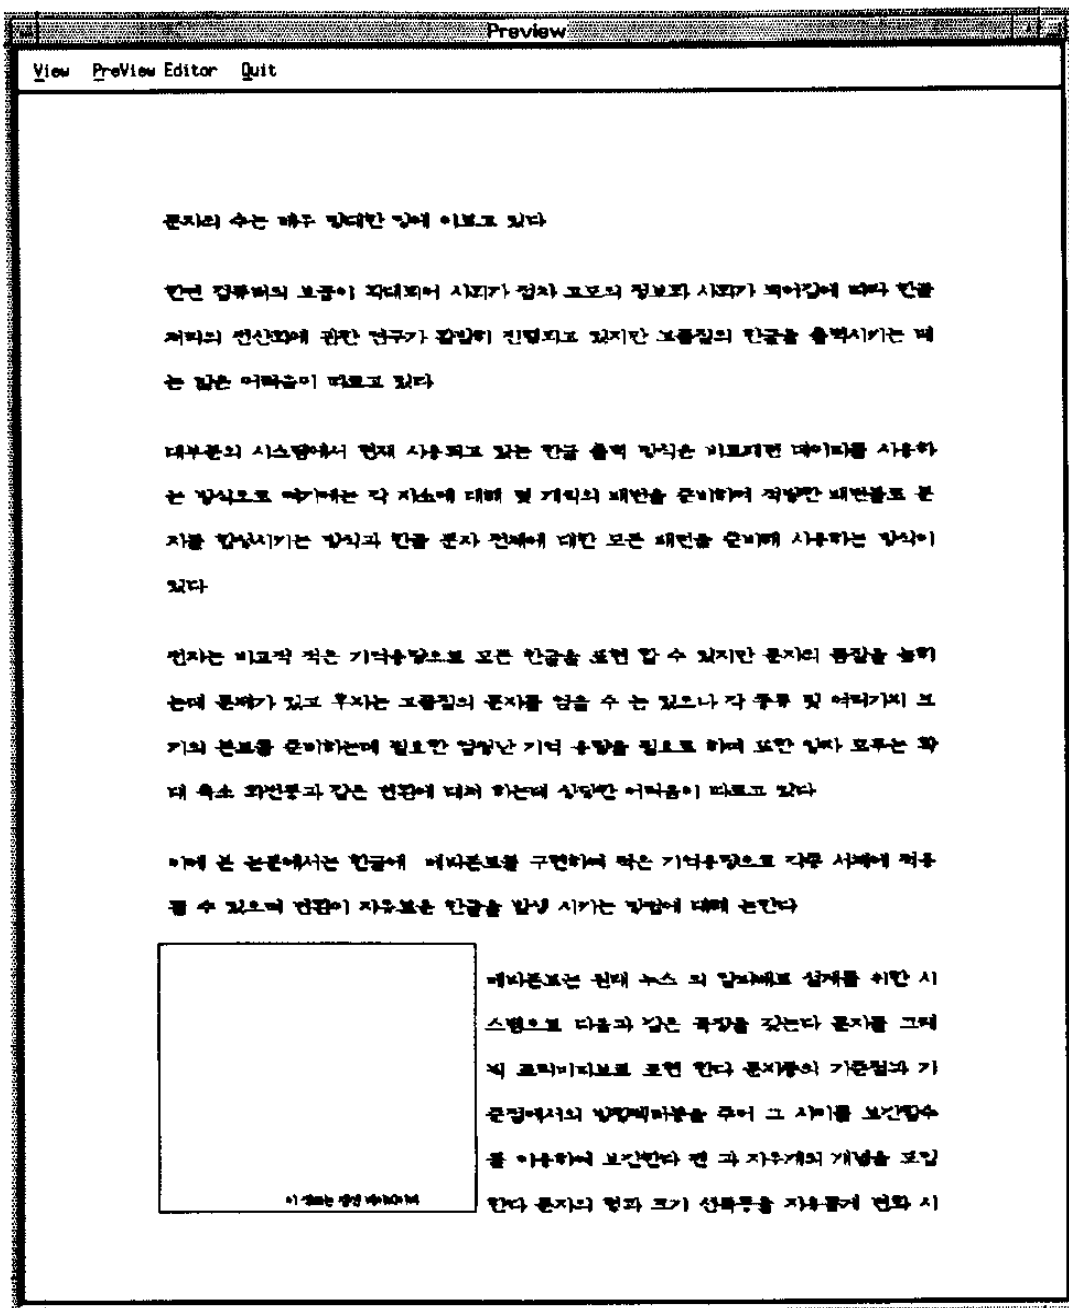 Preview
View PreView Editor Quit
문자의 수는 매우 방대한 양에 이르고 있다
한편 컴퓨터의 보급이 확대되어 사회가 점차 고도의 정보화 사회가 되어감에 따라 한글
처리의 전산화에 관한 연구가 활발히 진행되고 있지만 고품질의 한글을 출력시키는 데
는 많은 어려움이 따르고 있다
대부분의 시스템에서 현재 사용되고 있는 한글 출력 방식은 비트패턴 데이타를 사용하
는 방식으로 여기에는 각 자소에 대해 몇 개씩의 패턴을 준비하여 적당한 패턴들로 문
자를 합성시키는 방식과 한글 문자 전체에 대한 모든 패턴을 준비해 사용하는 방식이
있다
전자는 비교적 적은 기억용량으로 모든 한글을 표현 할 수 있지만 문자의 품질을 높히
는데 문제가 있고 후자는 고품질의 문자를 얻을 수 는 있으나 각 종류 및 여러가지 크
기의 폰트를 준비하는데 필요한 엄청난 기억 용량을 필요로 하며 또한 양자 모두는 확
대 축소 회전등과 같은 변환에 대처 하는데 상당한 어려움이 따르고 있다
이에 본 논문에서는 한글에 메타폰트를 구현하여 적은 기억용량으로 각종 서체에 적용
할 수 있으며 변환이 자유로운 한글을 발생 시키는 방법에 대해 논한다
메타폰트는 원래 누스 의 알파벳 설계를 위한 시
스템으로 다음과 같은 특징을 갖는다 문자를 그래
픽 프리미티브로 표현 한다 문자들의 기준점과 기
준점에서의 방향벡터등을 주어 그 사이를 보간함수
를 이용하여 보간한다 펜 과 지우개의 개념을 도입
한다 문자의 형과 크기 선폭등을 자유롭게 변화 시